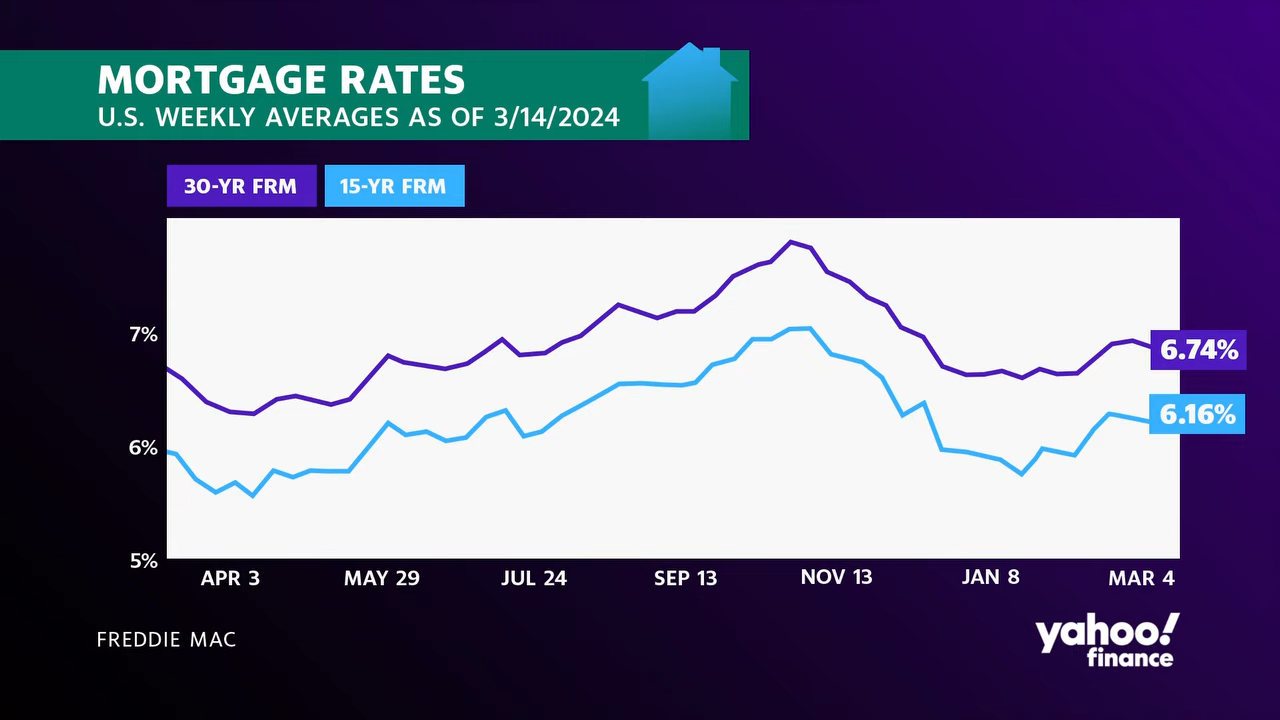 MORTGAGE RATES
U.S. WEEKLY AVERAGES AS OF 3/14/2024
30-YR FRM 15-YR FRM
7%
6.74%
6.16%
6%
5%
APR 3 MAY 29 JUL 24 SEP 13 NOV 13 JAN 8 MAR 4
FREDDIE MAC
yahoo!
finance